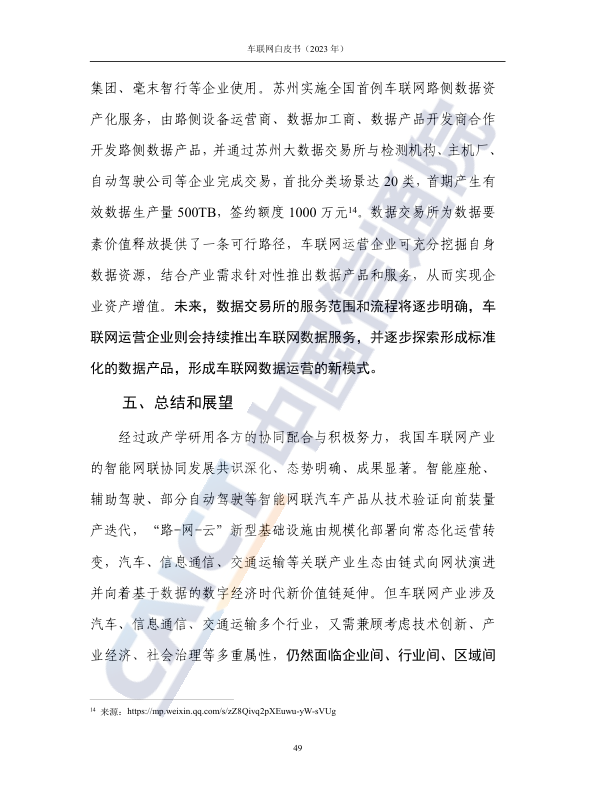 车联网白皮书（2023 年）
集团、毫末智行等企业使用。苏州实施全国首例车联网路侧数据资
产化服务，由路侧设备运营商、数据加工商、数据产品开发商合作
开发路侧数据产品，并通过苏州大数据交易所与检测机构、主机厂、
自动驾驶公司等企业完成交易，首批分类场景达 20 类，首期产生有
效数据生产量 500TB，签约额度 1000 万元14。数据交易所为数据要
素价值释放提供了一条可行路径，车联网运营企业可充分挖掘自身
数据资源，结合产业需求针对性推出数据产品和服务，从而实现企
业资产增值。未来，数据交易所的服务范围和流程将逐步明确，车
联网运营企业则会持续推出车联网数据服务，并逐步探索形成标准
化的数据产品，形成车联网数据运营的新模式。
五、总结和展望
经过政产学研用各方的协同配合与积极努力，我国车联网产业
的智能网联协同发展共识深化、态势明确、成果显著。智能座舱、
辅助驾驶、部分自动驾驶等智能网联汽车产品从技术验证向前装量
产迭代，“路-网-云”新型基础设施由规模化部署向常态化运营转
变，汽车、信息通信、交通运输等关联产业生态由链式向网状演进
并向着基于数据的数字经济时代新价值链延伸。但车联网产业涉及
汽车、信息通信、交通运输多个行业，又需兼顾考虑技术创新、产
业经济、社会治理等多重属性，仍然面临企业间、行业间、区域间
14 来源：https://mp.weixin.qq.com/s/zZ8Qivq2pXEuwu-yW-sVUg
49
CAICT 中国信通院